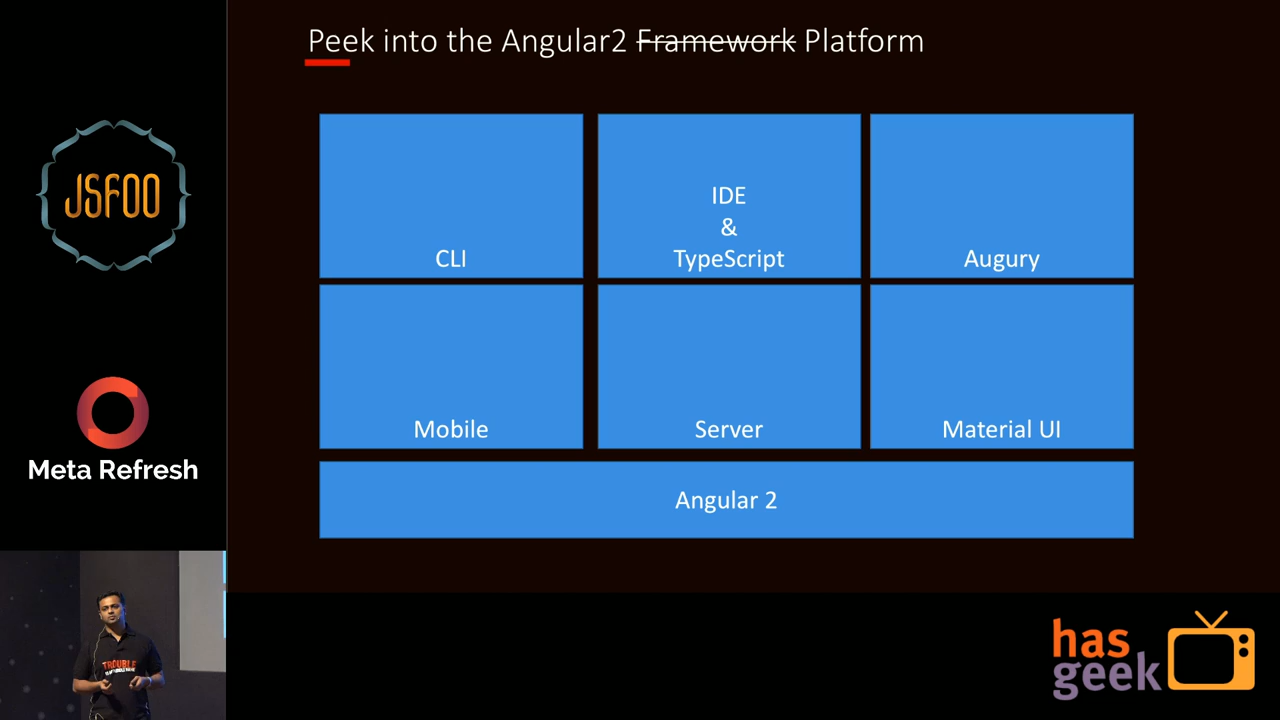 Peek into the Angular2 Framework Platform
JSFOO
CLI
IDE
&
TypeScript
Augury
Mobile
Server
Material UI
Meta Refresh
Angular 2
TROUBLE
has
geek